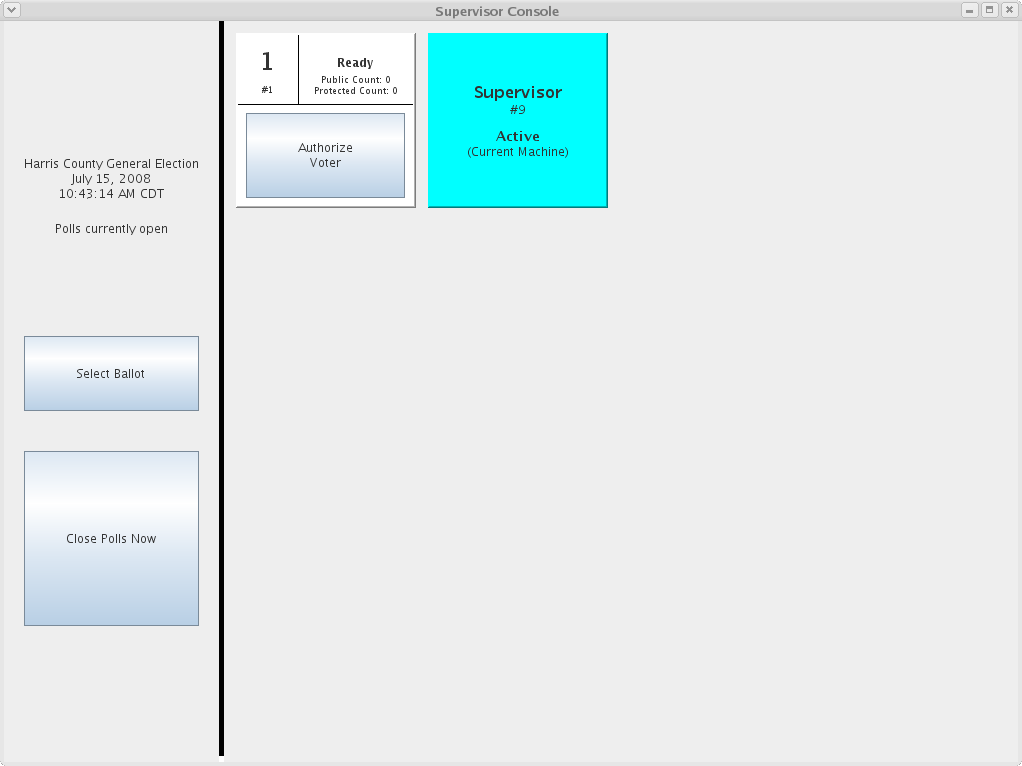 Supervisor Console
Harris County General Election
July 15, 2008
10:43:14 AM CDT
Polls currently open
Select Ballot
Close Polls Now
1
#1
Ready
Public Count: 0
Protected Count: 0
Authorize
Voter
Supervisor
#9
Active
(Current Machine)